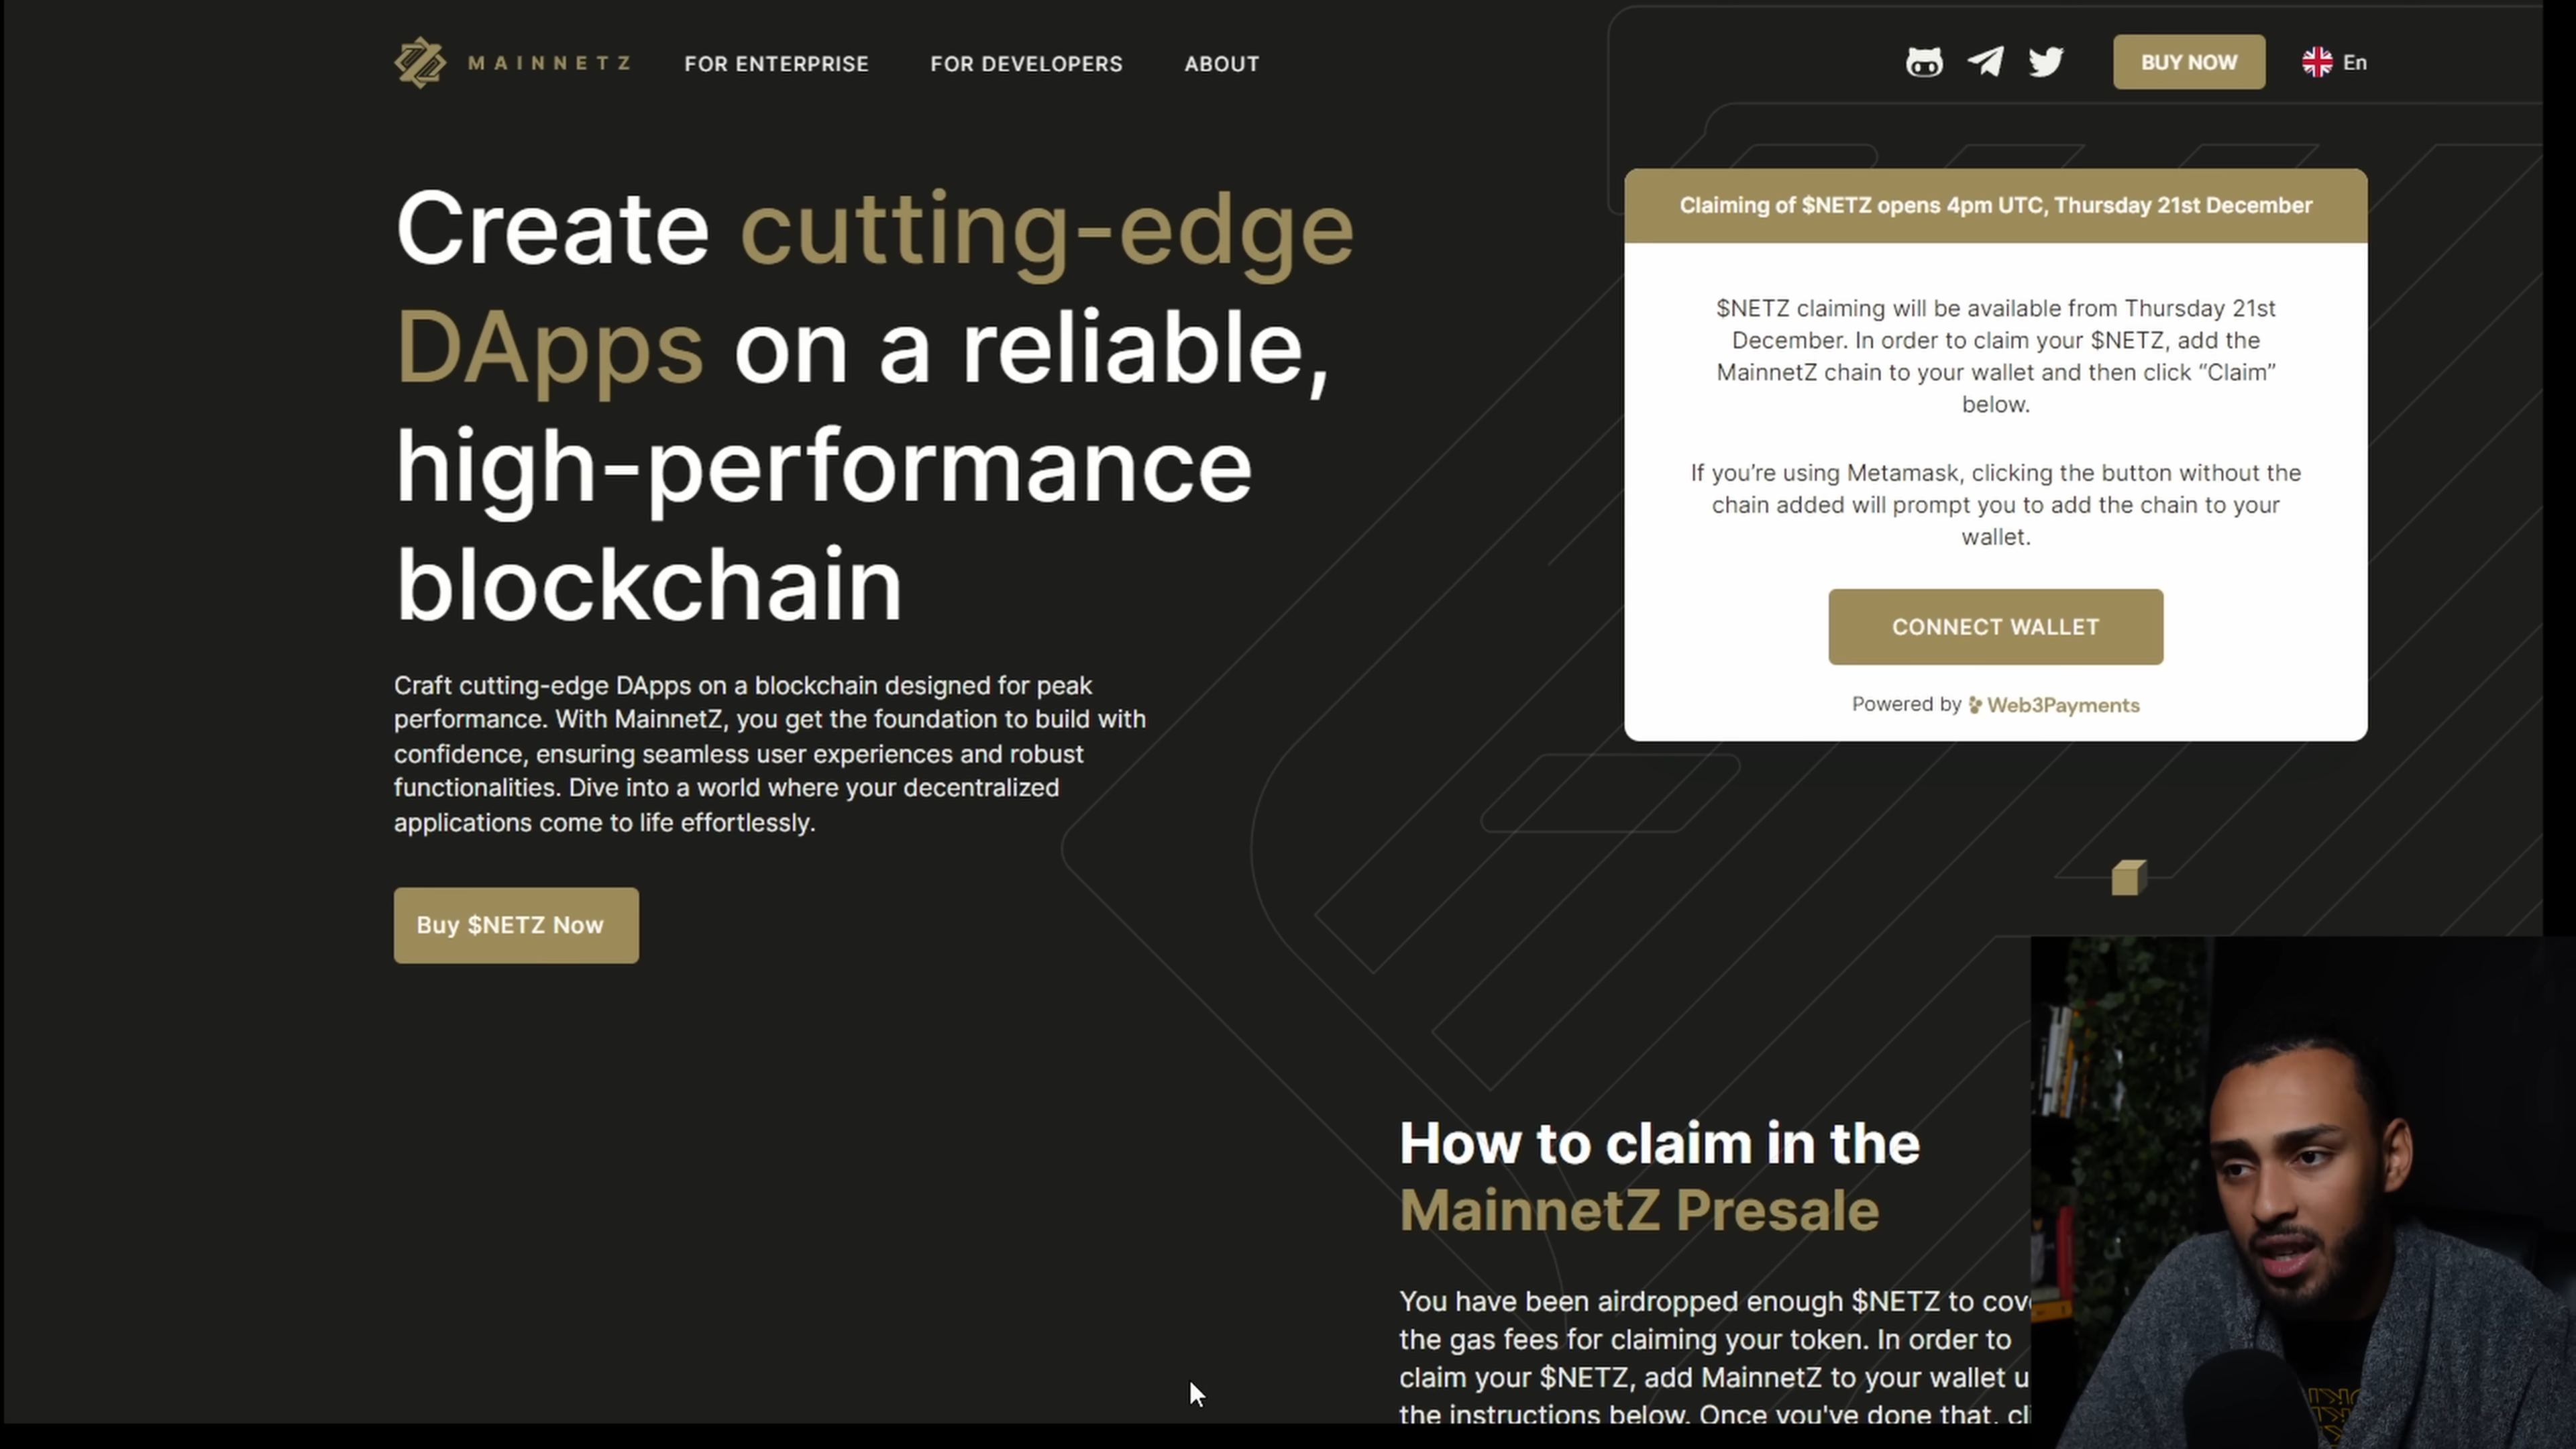 MAINNETZ
FOR ENTERPRISE
FOR DEVELOPERS
ABOUT
BUY NOW
En
Create cutting-edge
DApps on a reliable,
high-performance
blockchain
Craft cutting-edge DApps on a blockchain designed for peak
performance. With MainnetZ, you get the foundation to build with
confidence, ensuring seamless user experiences and robust
functionalities. Dive into a world where your decentralized
applications come to life effortlessly.
Buy $NETZ Now
Claiming of $NETZ opens 4pm UTC, Thursday 21st December
$NETZ claiming will be available from Thursday 21st
December. In order to claim your $NETZ, add the
MainnetZ chain to your wallet and then click “Claim”
below.
If you’re using Metamask, clicking the button without the
chain added will prompt you to add the chain to your
wallet.
CONNECT WALLET
Powered by Web3Payments
How to claim in the
MainnetZ Presale
You have been airdropped enough $NETZ to
the gas fees for claiming your token. In order to
claim your $NETZ, add MainnetZ to your wallet
the instructions below. Once you've done that,